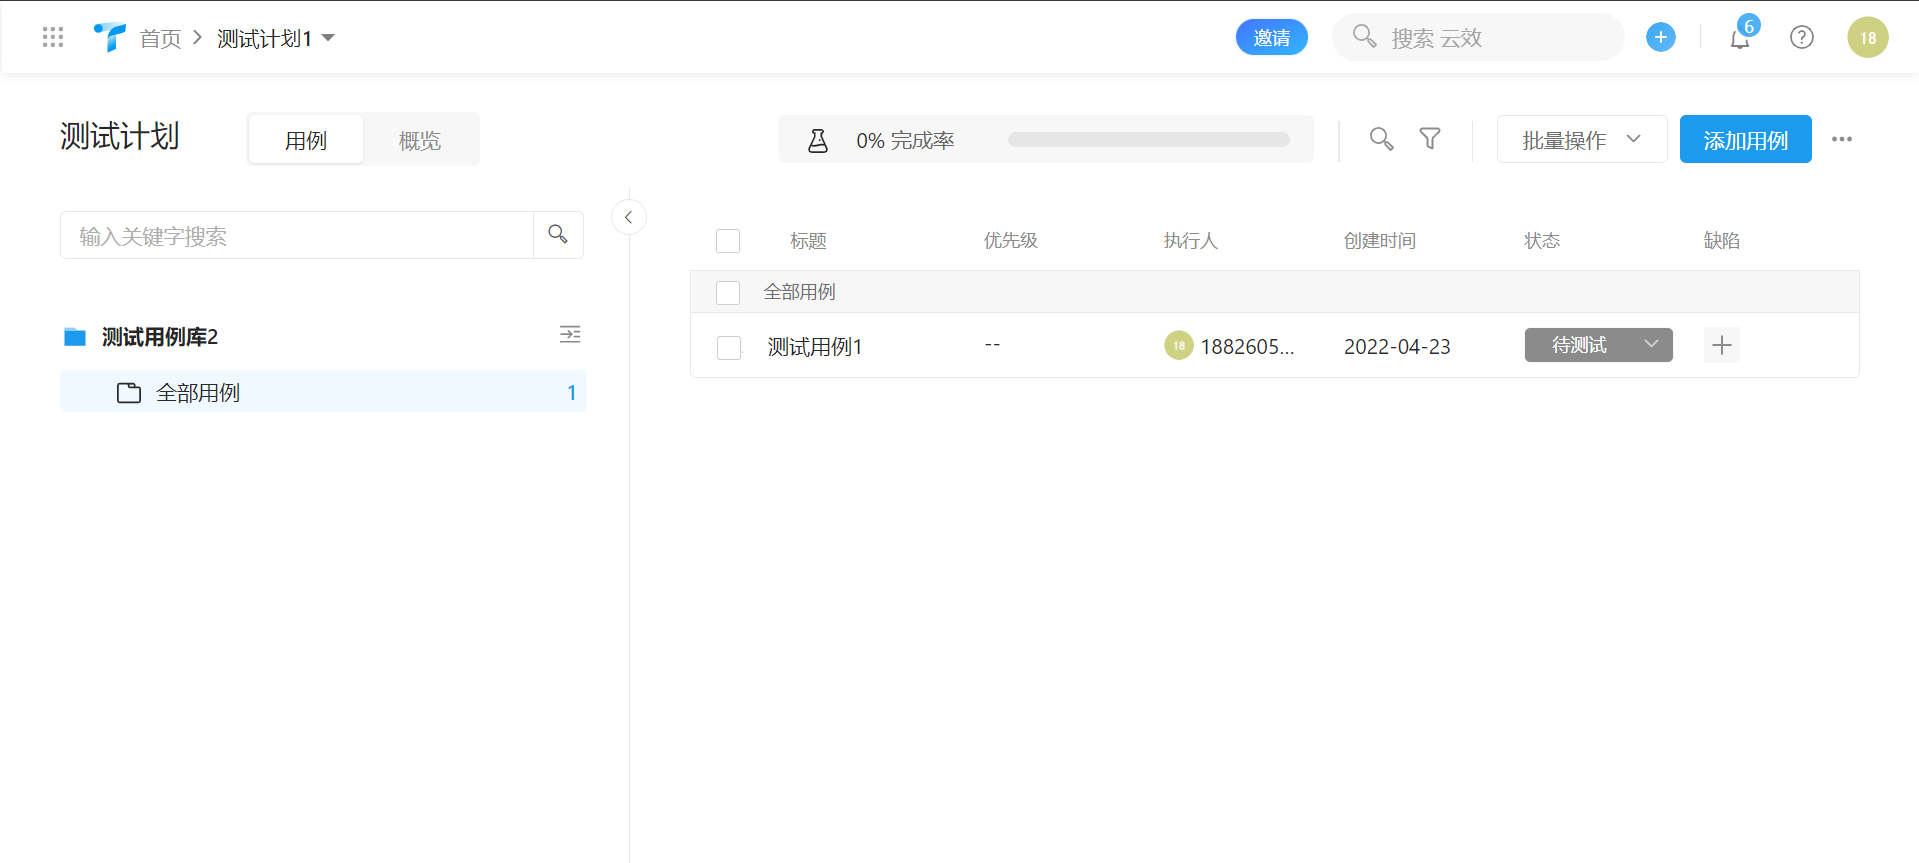 首页 测试计划1 邀请 搜索 云效 6 18
测试计划 用例 概览 0% 完成率 批量操作 添加用例
输入关键字搜索
测试用例库2
全部用例 1
标题 优先级 执行人 创建时间 状态 缺陷
全部用例
测试用例1 -- 18 1882605... 2022-04-23 待测试